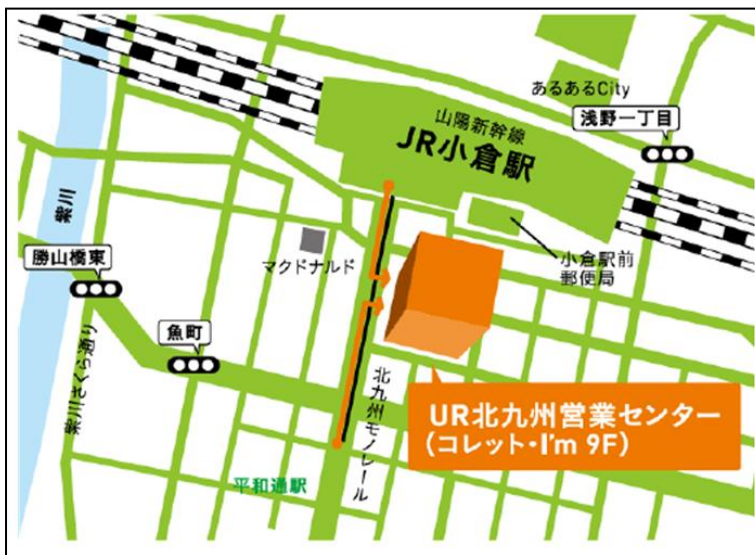 あるあるCity
浅野一丁目
山陽新幹線
JR小倉駅
紫川
小倉駅前
郵便局
勝山橋東
マクドナルド
魚町
紫川さくら通り
北九州モノレール
UR北九州営業センター
(コレット・I'm 9F)
平和通駅